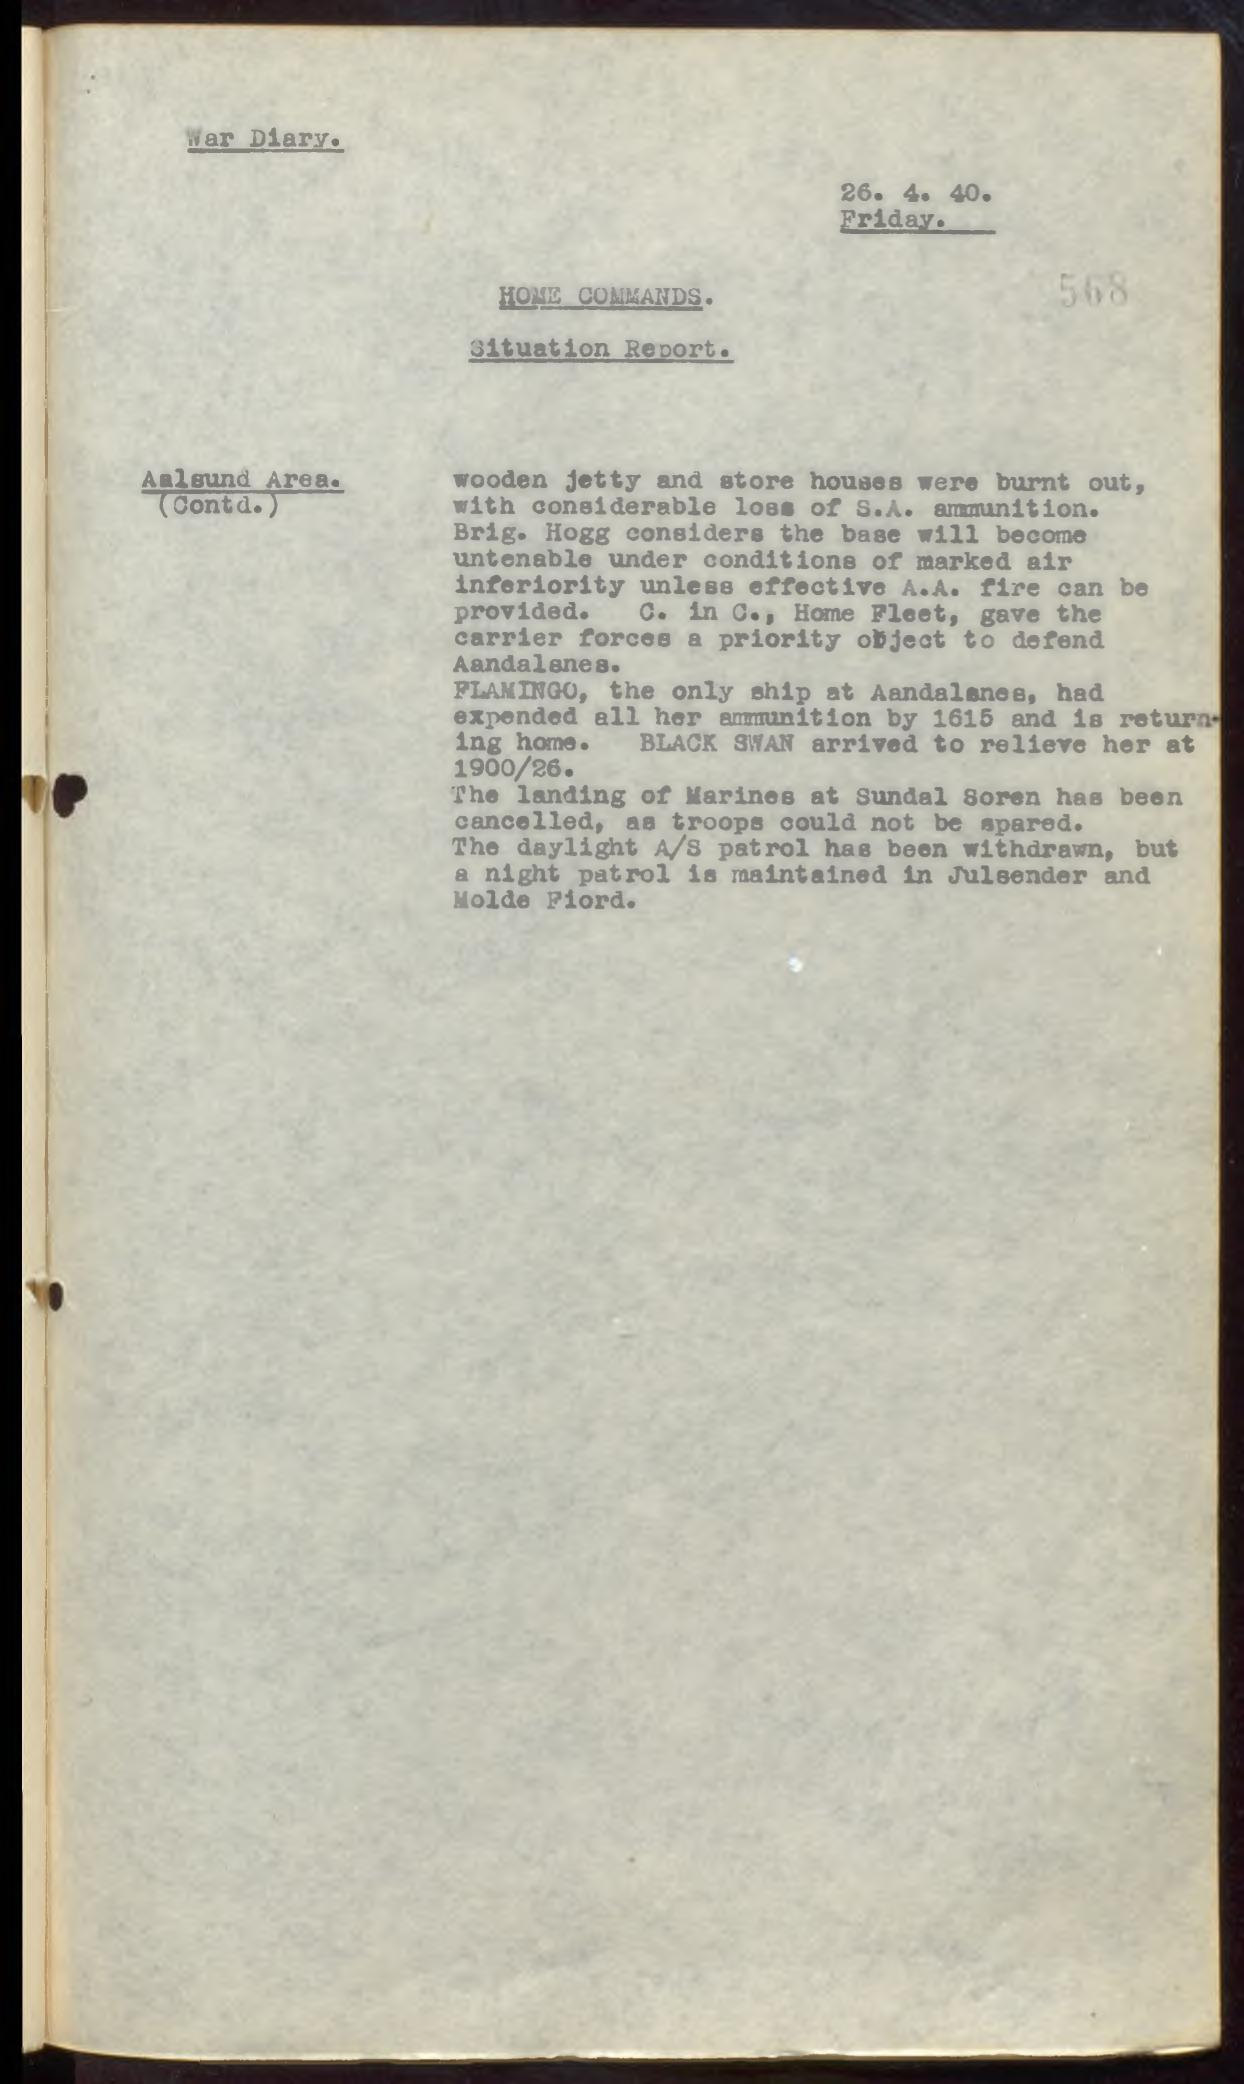 War Diary.
26. 4. 40.
Friday.
568
HOME COMMANDS.
Situation Report.
Aalsund Area.
(Contd.)
wooden jetty and store houses were burnt out,
with considerable loss of S.A. ammunition.
Brig. Hogg considers the base will become
untenable under conditions of marked air
inferiority unless effective A.A. fire can be
provided. C. in C., Home Fleet, gave the
carrier forces a priority object to defend
Aandalsnes.
FLAMINGO, the only ship at Aandalsnes, had
expended all her ammunition by 1615 and is return-
ing home. BLACK SWAN arrived to relieve her at
1900/26.
The landing of Marines at Sundal Soren has been
cancelled, as troops could not be spared.
The daylight A/S patrol has been withdrawn, but
a night patrol is maintained in Julsender and
Molde Fiord.